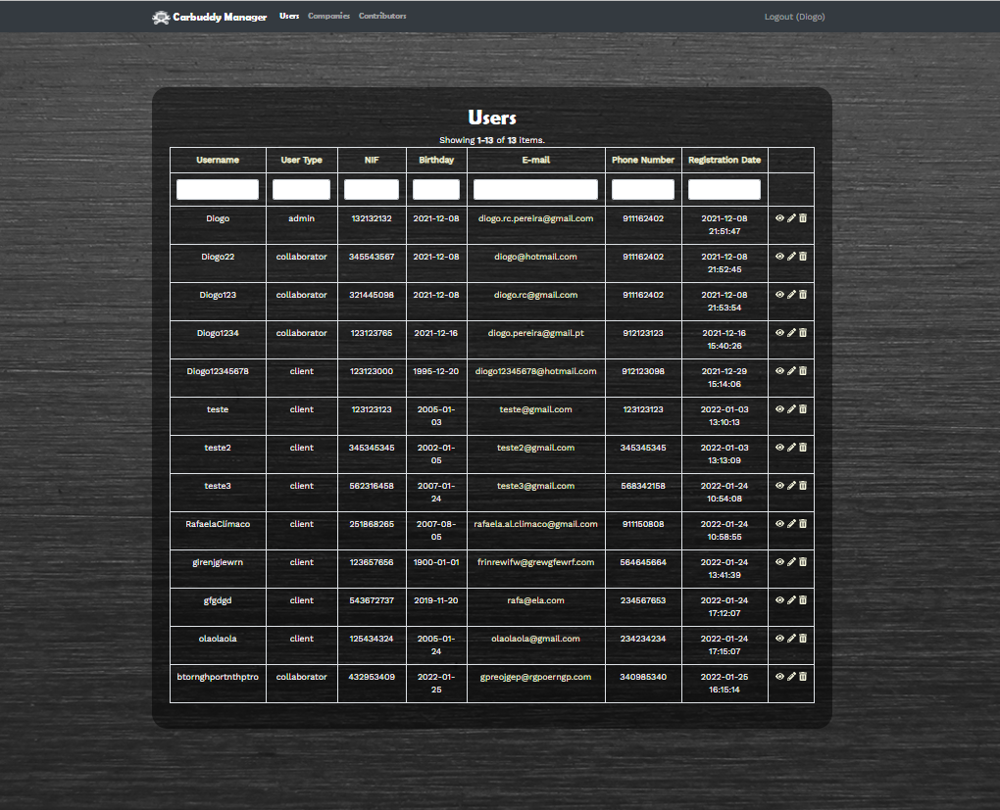 Carbuddy Manager Users Companies Contributors Logout (Diogo)
Users
Showing 1-13 of 13 items.
Username User Type NIF Birthday E-mail Phone Number Registration Date
Diogo admin 132132132 2021-12-08 diogo.rc.pereira@gmail.com 911162402 2021-12-08
21:51:47
Diogo22 collaborator 345543567 2021-12-08 diogo@hotmail.com 911162402 2021-12-08
21:52:45
Diogo123 collaborator 321445098 2021-12-08 diogo.rc@gmail.com 911162402 2021-12-08
21:53:54
Diogo1234 collaborator 123123765 2021-12-16 diogo.pereira@gmail.pt 912123123 2021-12-16
15:40:26
Diogo12345678 client 123123000 1995-12-20 diogo12345678@hotmail.com 912123098 2021-12-29
15:14:06
teste client 123123123 2005-01- teste@gmail.com 123123123 2022-01-03
03 13:10:13
teste2 client 345345345 2002-01- teste2@gmail.com 345345345 2022-01-03
05 13:13:09
teste3 client 562316458 2007-01- teste3@gmail.com 568342158 2022-01-24
24 10:54:08
RafaelaClímaco client 251868265 2007-08- rafaela.al.climaco@gmail.com 911150808 2022-01-24
05 10:58:55
girenjgiewrn client 123657656 1900-01-01 frinrewifw@grewgfewrf.com 564645664 2022-01-24
13:41:39
gfgdgd client 543672737 2019-11-20 rafa@ela.com 234567653 2022-01-24
17:12:07
olaolaola client 125434324 2005-01- olaolaola@gmail.com 234234234 2022-01-24
24 17:15:07
btornghportnthptro collaborator 432953409 2022-01- gpreojgep@rgpoerngp.com 340985340 2022-01-25
25 16:15:14